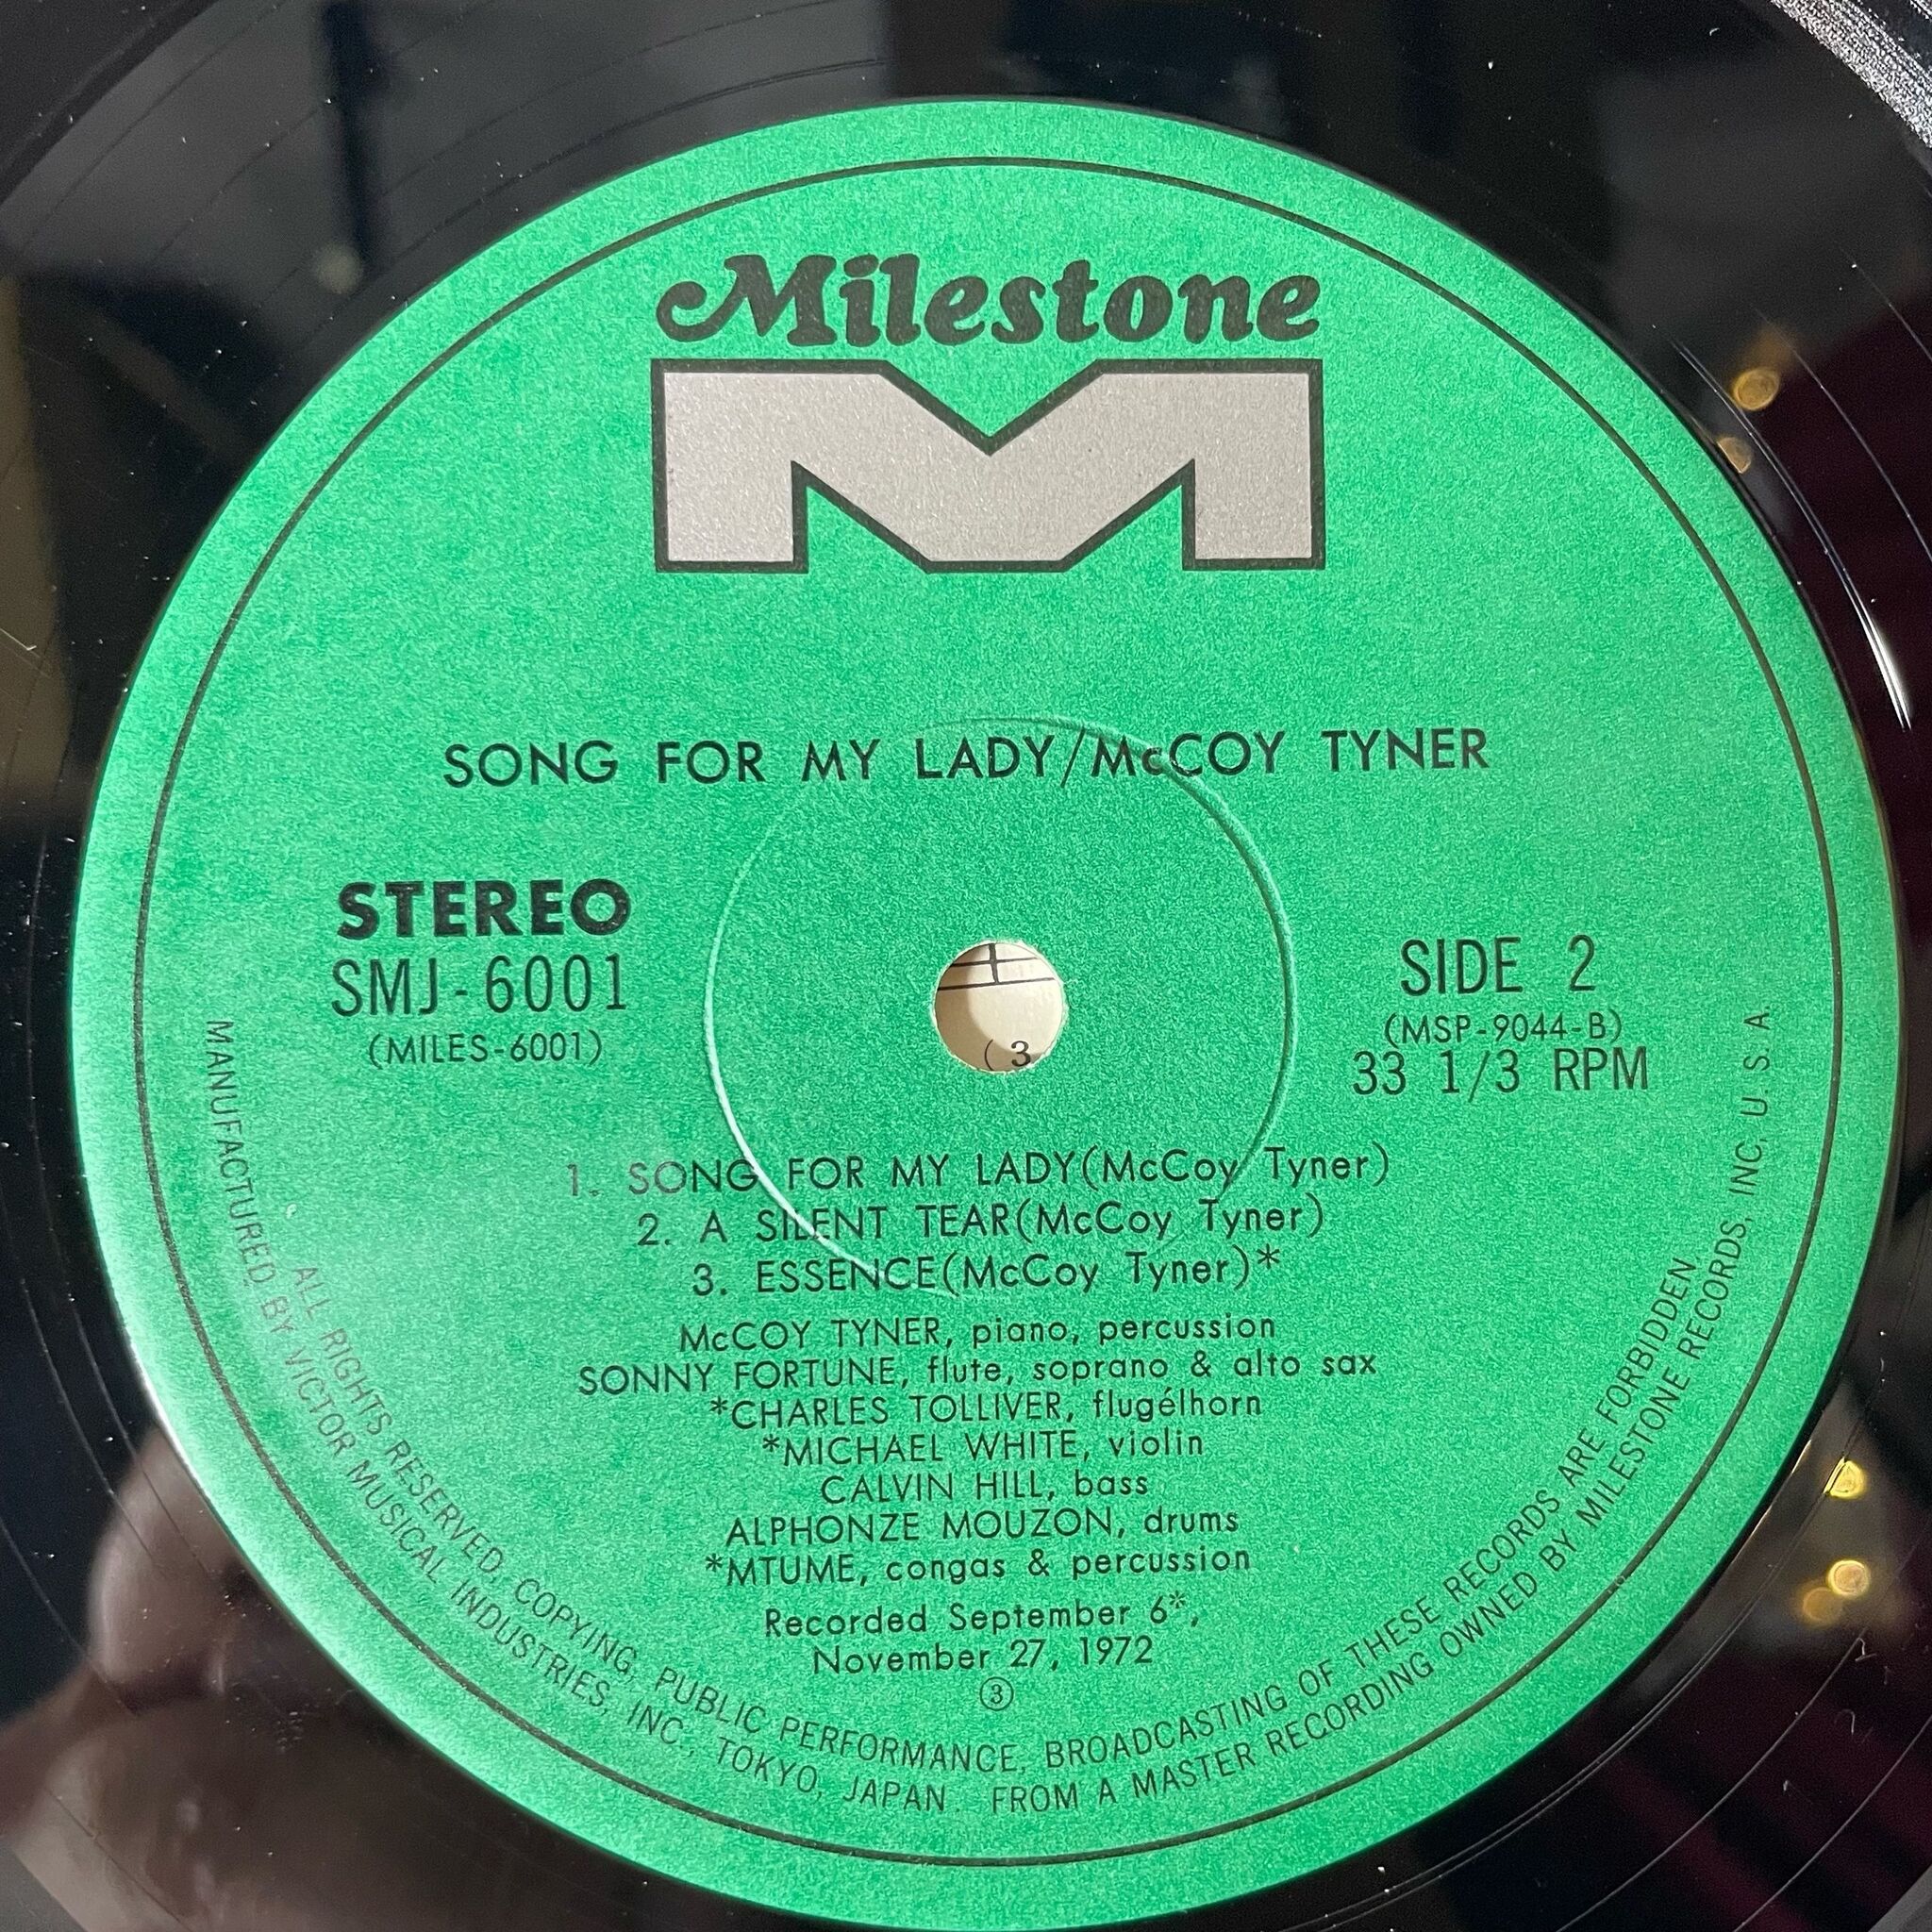 Milestone
SONG FOR MY LADY/McCOY TYNER
STEREO
SMJ-6001
(MILES-6001)
SIDE 2
(MSP-9044-B)
33 1/3 RPM
( 3
1. SONG FOR MY LADY(McCoy Tyner)
2. A SILENT TEAR(McCoy Tyner)
3. ESSENCE(McCoy Tyner)*
McCOY TYNER, piano, percussion
SONNY FORTUNE, flute, soprano & alto sax
*CHARLES TOLLIVER, flugélhorn
*MICHAEL WHITE, violin
CALVIN HILL, bass
ALPHONZE MOUZON, drums
*MTUME, congas & percussion
Recorded September 6*,
November 27, 1972
③
ALL RIGHTS RESERVED, COPYING, PUBLIC PERFORMANCE, BROADCASTING OF THESE RECORDS ARE FORBIDDEN.
MANUFACTURED BY VICTOR MUSICAL INDUSTRIES, INC., TOKYO, JAPAN. FROM A MASTER RECORDING OWNED BY MILESTONE RECORDS, INC, U.S.A.